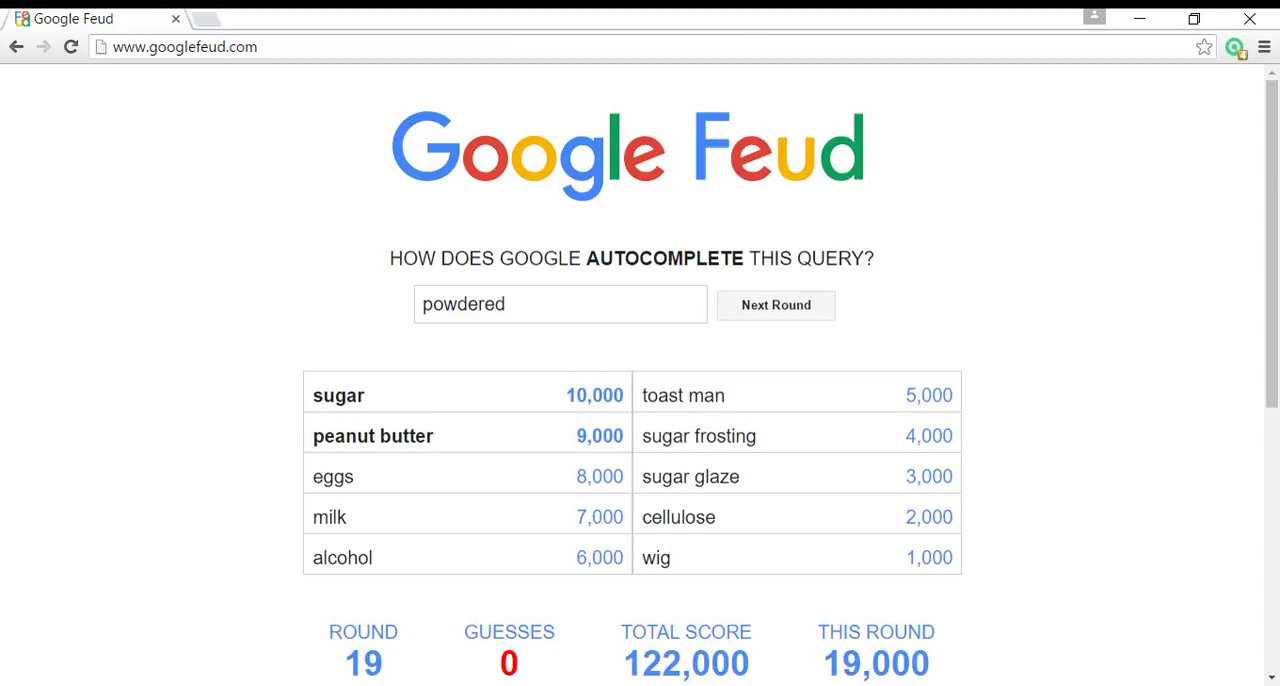 Google Feud
www.googlefeud.com
Google Feud
HOW DOES GOOGLE AUTOCOMPLETE THIS QUERY?
powdered Next Round
sugar 10,000 toast man 5,000
peanut butter 9,000 sugar frosting 4,000
eggs 8,000 sugar glaze 3,000
milk 7,000 cellulose 2,000
alcohol 6,000 wig 1,000
ROUND GUESSES TOTAL SCORE THIS ROUND
19 0 122,000 19,000